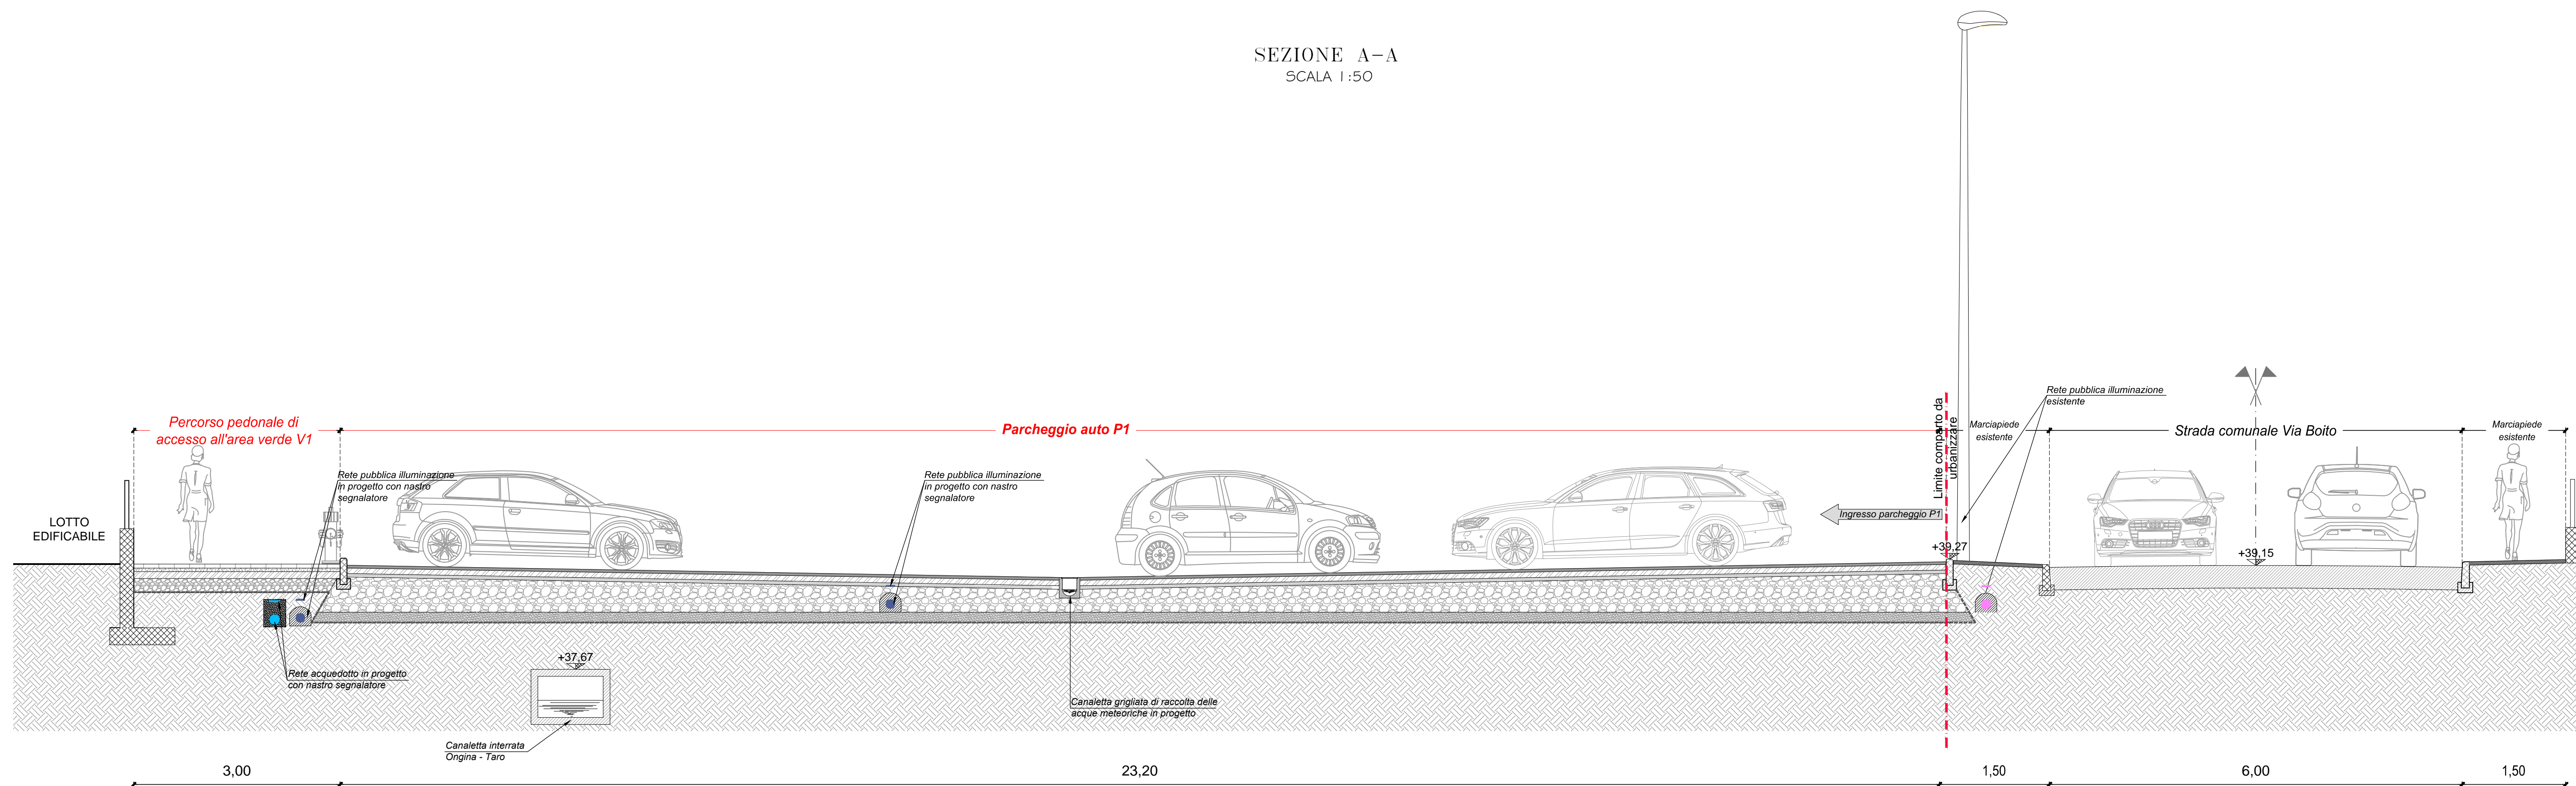 SEZIONE A-A
SCALA 1:50
Percorso pedonale di
accesso all'area verde V1
Parcheggio auto P1
Limite comparto da
urbanizzare
Marciapiede
esistente
Rete pubblica illuminazione
esistente
Strada comunale Via Boito
Marciapiede
esistente
Rete pubblica illuminazione
in progetto con nastro
segnalatore
Rete pubblica illuminazione
in progetto con nastro
segnalatore
Ingresso parcheggio P1
LOTTO
EDIFICABILE
+39,27
+39,15
+37,67
Rete acquedotto in progetto
con nastro segnalatore
Canaletta grigliata di raccolta delle
acque meteoriche in progetto
Canaletta interrata
Ongina - Taro
3,00
23,20
1,50
6,00
1,50